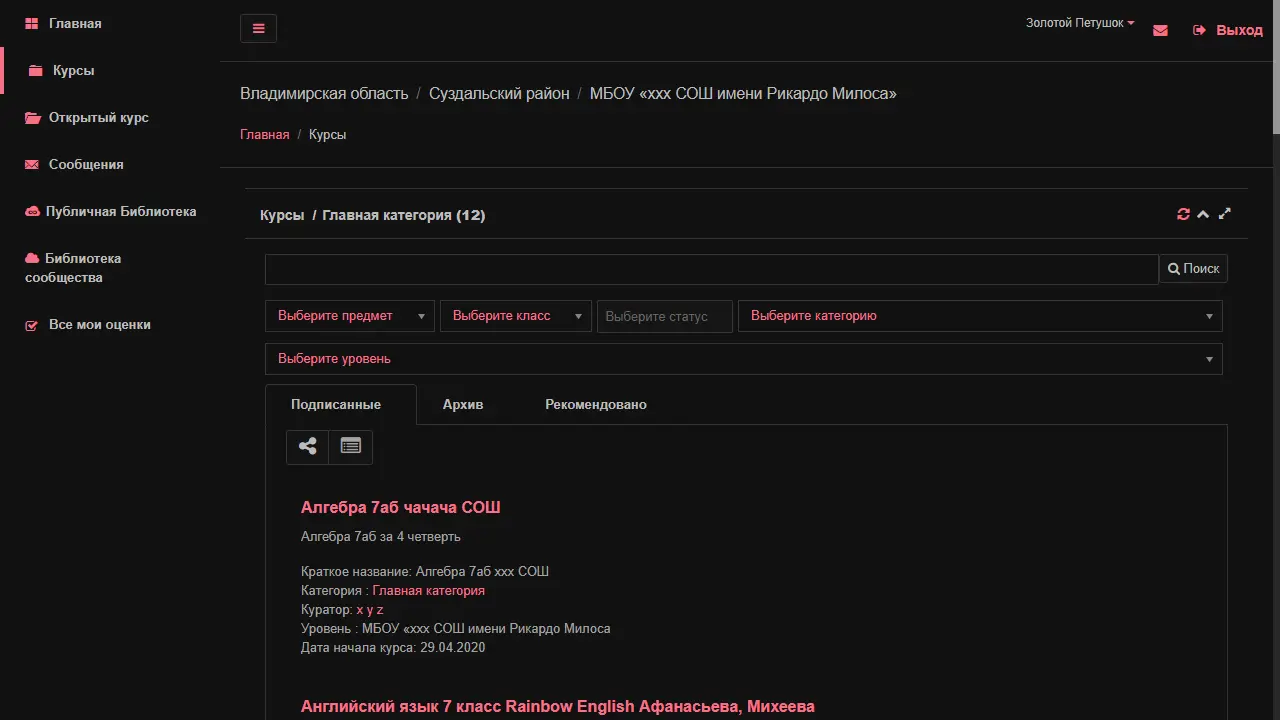 Главная
Курсы
Открытый курс
Сообщения
Публичная Библиотека
Библиотека
сообщества
Все мои оценки
Золотой Петушок
Выход
Владимирская область / Суздальский район / МБОУ «xxx СОШ имени Рикардо Милоса»
Главная / Курсы
Курсы / Главная категория (12)
Поиск
Выберите предмет Выберите класс Выберите статус Выберите категорию
Выберите уровень
Подписанные Архив Рекомендовано
Алгебра 7аб чачача СОШ
Алгебра 7аб за 4 четверть
Краткое название: Алгебра 7аб xxx СОШ
Категория : Главная категория
Куратор: x y z
Уровень : МБОУ «xxx СОШ имени Рикардо Милоса
Дата начала курса: 29.04.2020
Английский язык 7 класс Rainbow English Афанасьева, Михеева